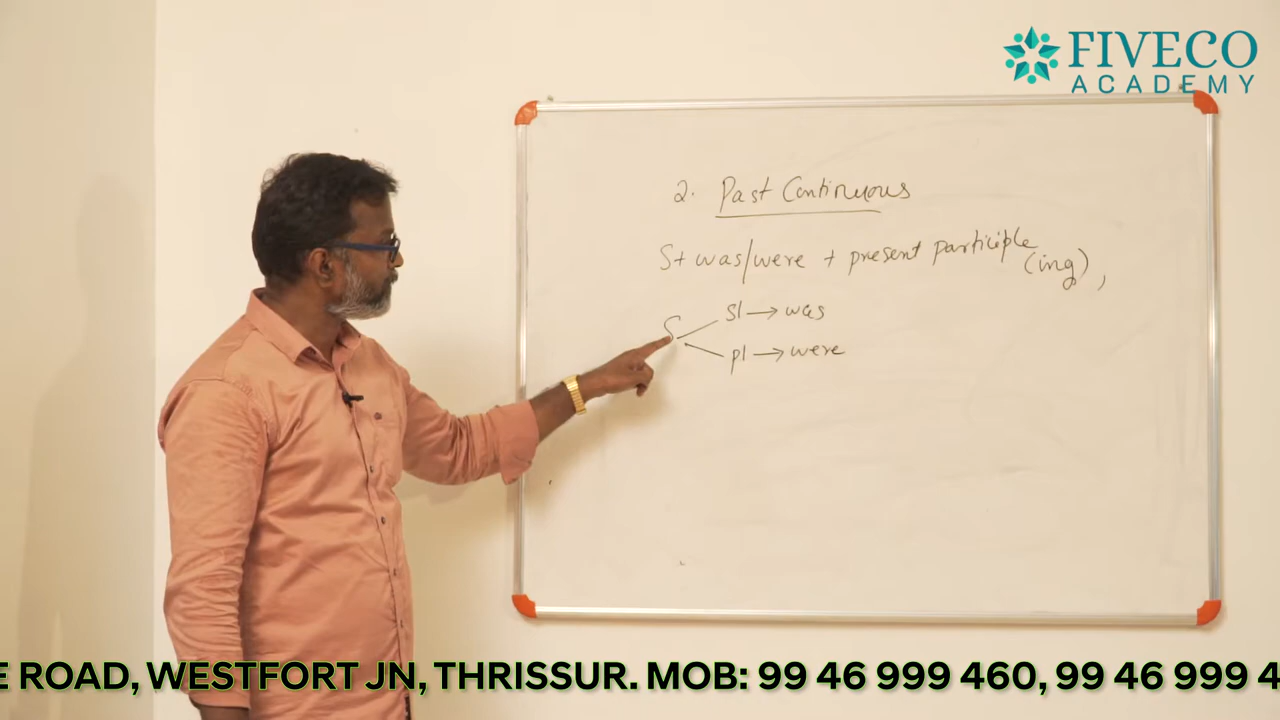 FIVECO
ACADEMY
2. Past Continuous
S+ was/were + present participle
(ing),
S
sl → was
pl → were
E ROAD, WESTFORT JN, THRISSUR. MOB: 99 46 999 460, 99 46 999 4